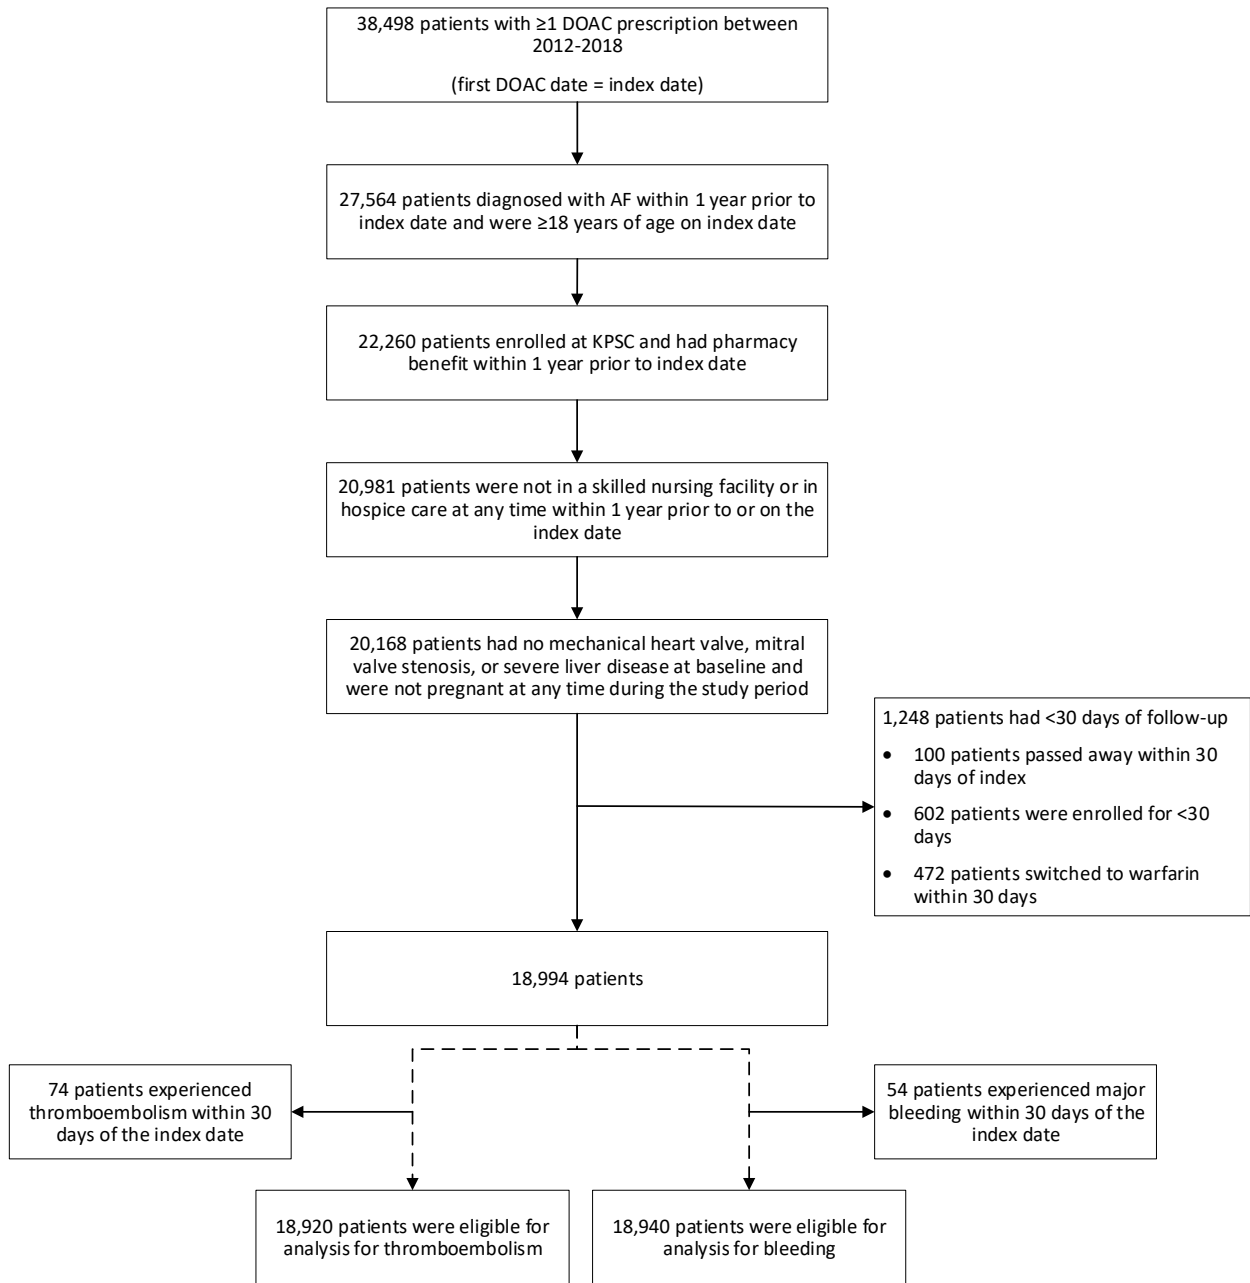 38,498 patients with ≥1 DOAC prescription between
2012-2018
(first DOAC date = index date)
27,564 patients diagnosed with AF within 1 year prior to
index date and were ≥18 years of age on index date
22,260 patients enrolled at KPSC and had pharmacy
benefit within 1 year prior to index date
20,981 patients were not in a skilled nursing facility or in
hospice care at any time within 1 year prior to or on the
index date
20,168 patients had no mechanical heart valve, mitral
valve stenosis, or severe liver disease at baseline and
were not pregnant at any time during the study period
1,248 patients had <30 days of follow-up
• 100 patients passed away within 30
days of index
• 602 patients were enrolled for <30
days
• 472 patients switched to warfarin
within 30 days
18,994 patients
74 patients experienced
thromboembolism within 30
days of the index date
54 patients experienced major
bleeding within 30 days of the
index date
18,920 patients were eligible for
analysis for thromboembolism
18,940 patients were eligible for
analysis for bleeding